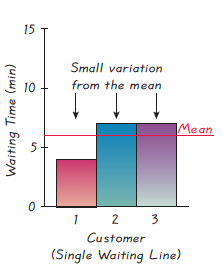 15
Small variation
from the mean
10
Waiting Time (min)
Mean
5
0
1 2 3
Customer
(Single Waiting Line)